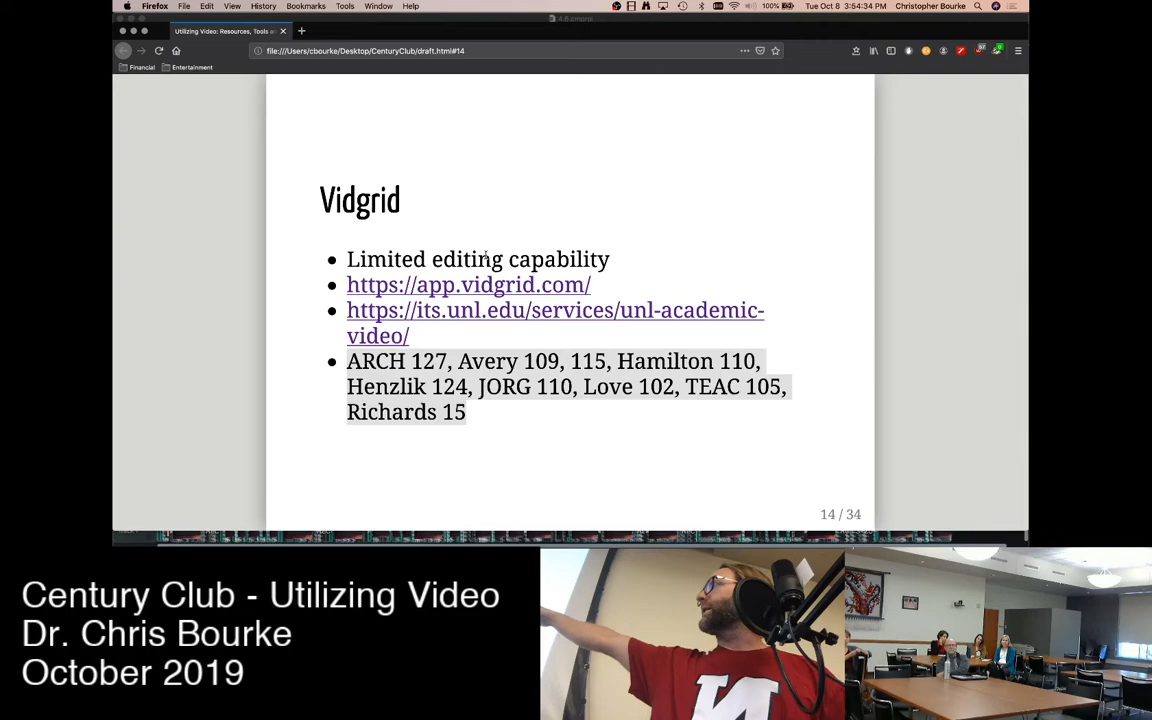 Firefox File Edit View History Bookmarks Tools Window Help 100% Tue Oct 8 3:54:34 PM Christopher Bourke
4.6.zmproj
Utilizing Video: Resources, Tools
file:///Users/cbourke/Desktop/CenturyClub/draft.html#14
Financial Entertainment
Vidgrid
• Limited editing capability
• https://app.vidgrid.com/
• https://its.unl.edu/services/unl-academic-
video/
• ARCH 127, Avery 109, 115, Hamilton 110,
Henzlik 124, JORG 110, Love 102, TEAC 105,
Richards 15
14 / 34
Century Club - Utilizing Video
Dr. Chris Bourke
October 2019
N